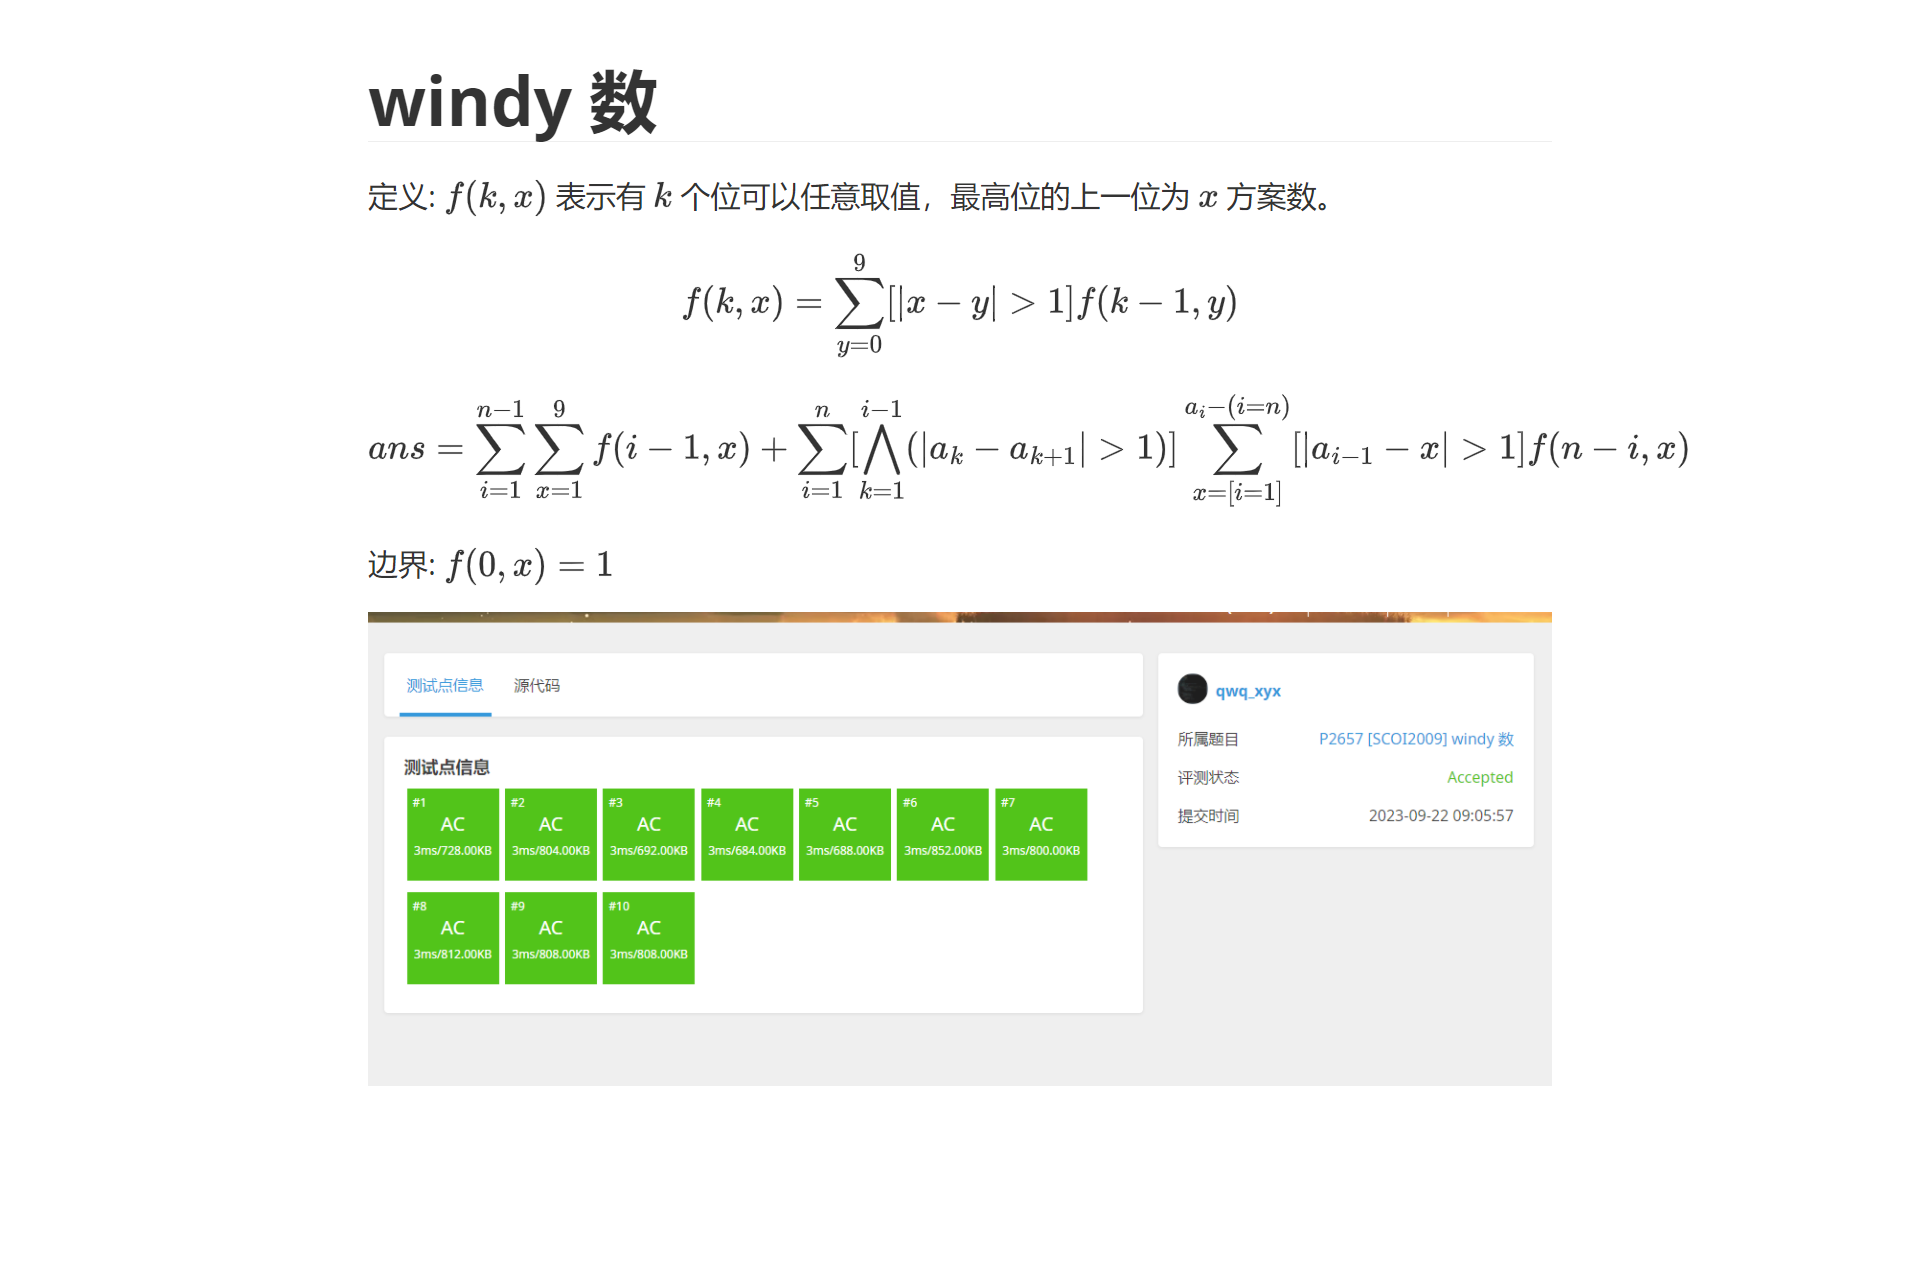 windy 数
定义: f(k, x) 表示有 k 个位可以任意取值，最高位的上一位为 x 方案数。
f(k, x) = \sum_{y=0}^{9} [|x − y| > 1] f(k − 1, y)
ans = \sum_{i=1}^{n−1} \sum_{x=1}^{9} f(i − 1, x) + \sum_{i=1}^{n} [\bigwedge_{k=1}^{i−1} (|a_k − a_{k+1}| > 1)] \sum_{x=[i=1]}^{a_i−(i=n)} [|a_{i−1} − x| > 1] f(n − i, x)
边界: f(0, x) = 1
测试点信息 源代码
qwq_xyx
所属题目 P2657 [SCOI2009] windy 数
评测状态 Accepted
提交时间 2023-09-22 09:05:57
测试点信息
#1 #2 #3 #4 #5 #6 #7
AC AC AC AC AC AC AC
3ms/728.00KB 3ms/804.00KB 3ms/692.00KB 3ms/684.00KB 3ms/688.00KB 3ms/852.00KB 3ms/800.00KB
#8 #9 #10
AC AC AC
3ms/812.00KB 3ms/808.00KB 3ms/808.00KB